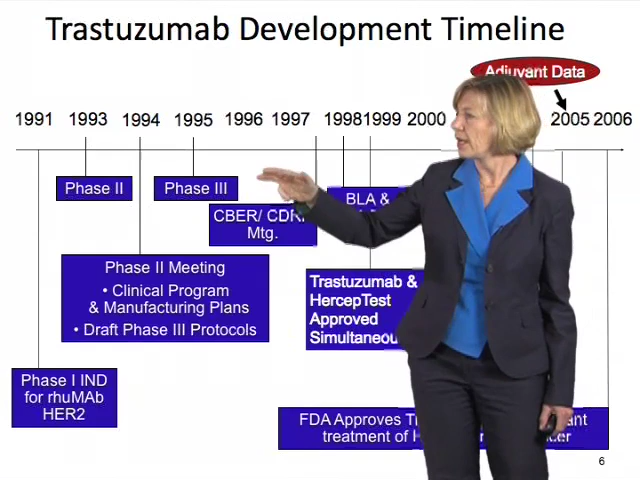 Trastuzumab Development Timeline
Adjuvant Data
1991 1993 1994 1995 1996 1997 1998 1999 2000 2005 2006
Phase II
Phase III
BLA &
CBER/
Mtg.
Phase II Meeting
• Clinical Program
& Manufacturing Plans
• Draft Phase III Protocols
Trastuzumab &
HercepTest
Approved
Phase I IND
for rhuMAb
HER2
FDA Approves
treatment of
6